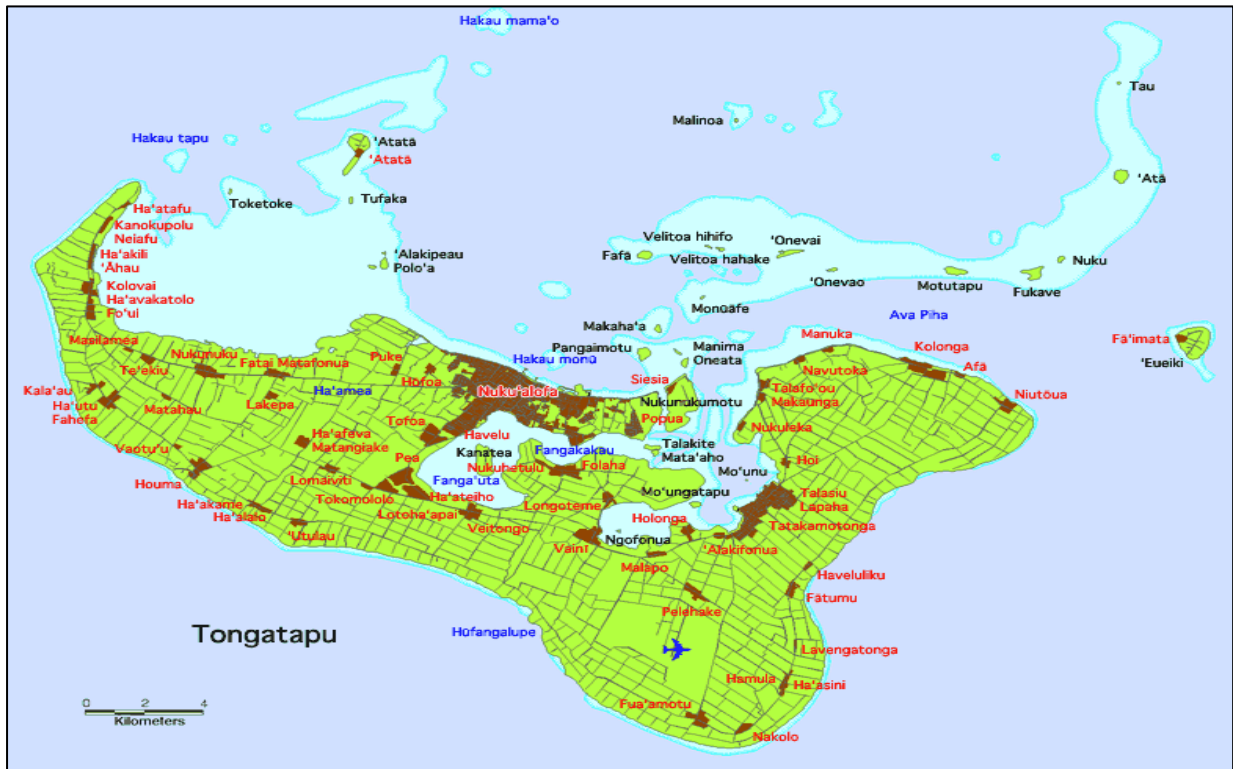 Hakau mama'o
Tau
Malinoa
Hakau tapu
'Atatā
'Atatā
'Atā
Toketoke
Tufaka
Ha'atafu
Kanokupolu
Neiafu
Ha'akili
'Āhau
Kolovai
Ha'avakatolo
Fo'ui
'Alakipeau
Polo'a
Velitoa hihifo
'Onevai
Fafā
Velitoa hahake
'Onevao
Nuku
Motutapu
Fukave
Monūafe
Ava Piha
Makaha'a
Manuka
Masilamea
Pangaimotu
Manima
Oneata
Kolonga
Fā'imata
'Eueiki
Nukunuku
Fatai Matafonua
Puke
Hakau monū
Navutoka
Afā
Te'ekiu
Hofoa
Siesia
Talafo'ou
Makaunga
Niutōua
Kala'au
Ha'utu
Fahefa
Ha'amea
Nuku'alofa
Nukunukumotu
Matahau
Lakepa
Tofoa
Popua
Nukuleka
Ha'afeva
Matangiake
Havelu
Kanatea
Fangakakau
Talakite
Mata'aho
Vaotu'u
Pea
Nukuhetulu
Folaha
Mo'unu
Hoi
Houma
Lomaiviti
Fanga'uta
Mo'ungatapu
Tokomololo
Ha'ateiho
Talasiu
Lapaha
Ha'akame
Ha'alalo
Lotoha'apai
Longoteme
Holonga
Tatakamotonga
'Utulau
Veitongo
Ngofonua
'Alakifonua
Vainī
Malapo
Haveluliku
Fātumu
Pelehake
Tongatapu
Hūfangalupe
Lavengatonga
Hamula
Ha'asini
0 2 4
Kilometers
Fua'amotu
Nakolo